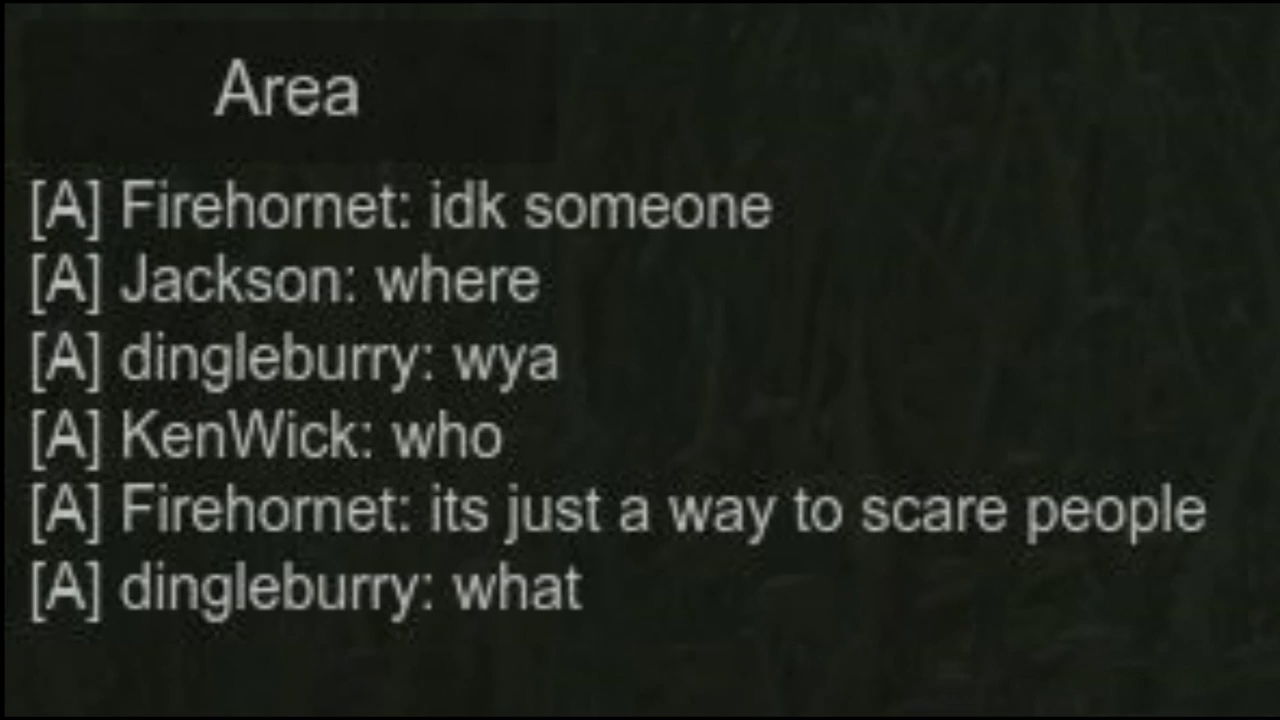 Area
[A] Firehornet: idk someone
[A] Jackson: where
[A] dingleburry: wya
[A] KenWick: who
[A] Firehornet: its just a way to scare people
[A] dingleburry: what